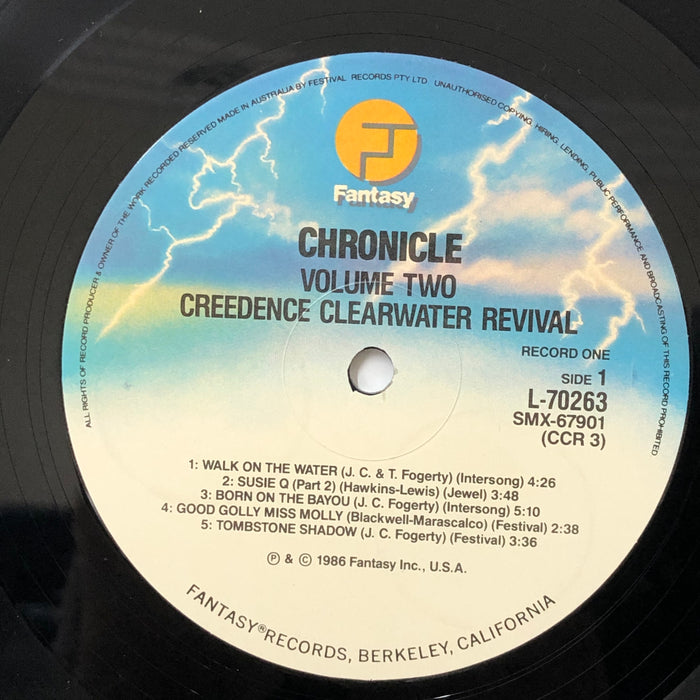 ALL RIGHTS OF RECORD PRODUCER & OWNER OF THE WORK RECORDED RESERVED MADE IN AUSTRALIA BY FESTIVAL RECORDS PTY LTD. UNAUTHORISED COPYING, HIRING, LENDING, PUBLIC PERFORMANCE AND BROADCASTING OF THIS RECORD PROHIBITED
F
Fantasy
CHRONICLE
VOLUME TWO
CREEDENCE CLEARWATER REVIVAL
RECORD ONE
SIDE 1
L-70263
SMX-67901
(CCR 3)
1: WALK ON THE WATER (J. C. & T. Fogerty) (Intersong) 4:26
2: SUSIE Q (Part 2) (Hawkins-Lewis) (Jewel) 3:48
3: BORN ON THE BAYOU (J. C. Fogerty) (Intersong) 5:10
4: GOOD GOLLY MISS MOLLY (Blackwell-Marascalco) (Festival) 2:38
5: TOMBSTONE SHADOW (J. C. Fogerty) (Festival) 3:36
℗ & © 1986 Fantasy Inc., U.S.A.
FANTASY® RECORDS, BERKELEY, CALIFORNIA